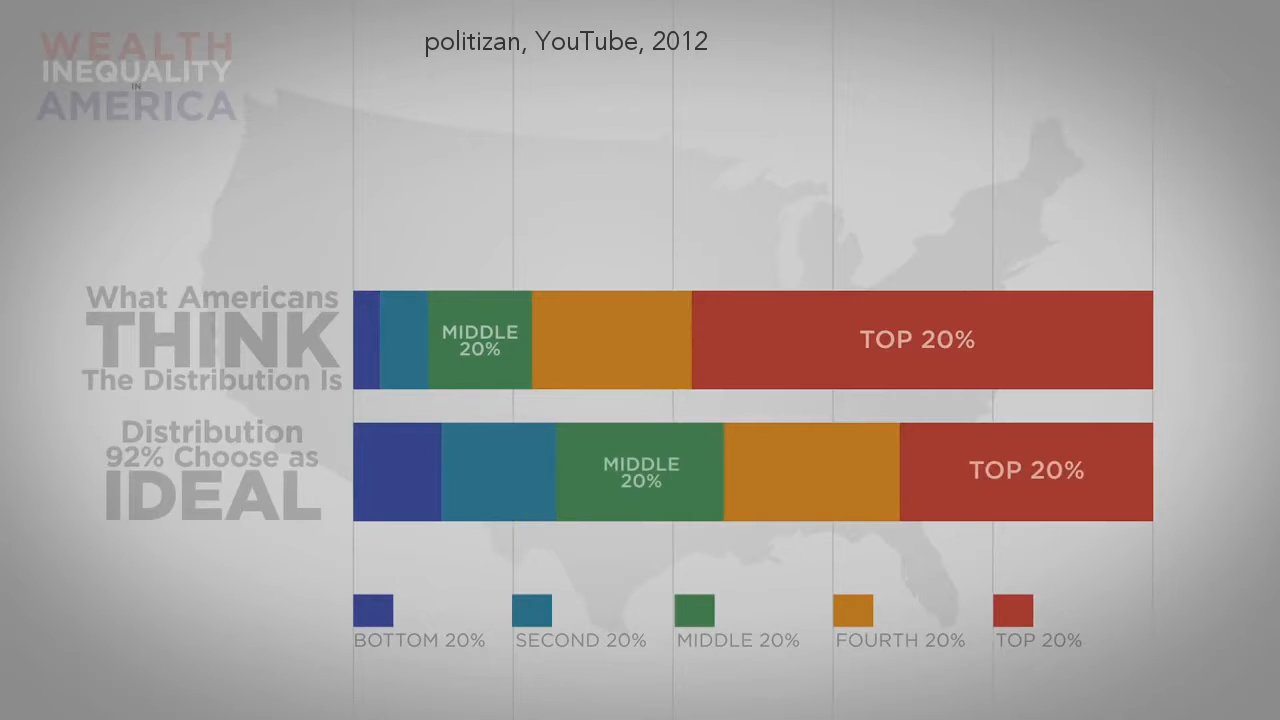 politizan, YouTube, 2012
WEALTH
INEQUALITY
IN
AMERICA
What Americans
THINK
The Distribution Is
MIDDLE
20%
TOP 20%
Distribution
92% Choose as
IDEAL
MIDDLE
20%
TOP 20%
BOTTOM 20%
SECOND 20%
MIDDLE 20%
FOURTH 20%
TOP 20%